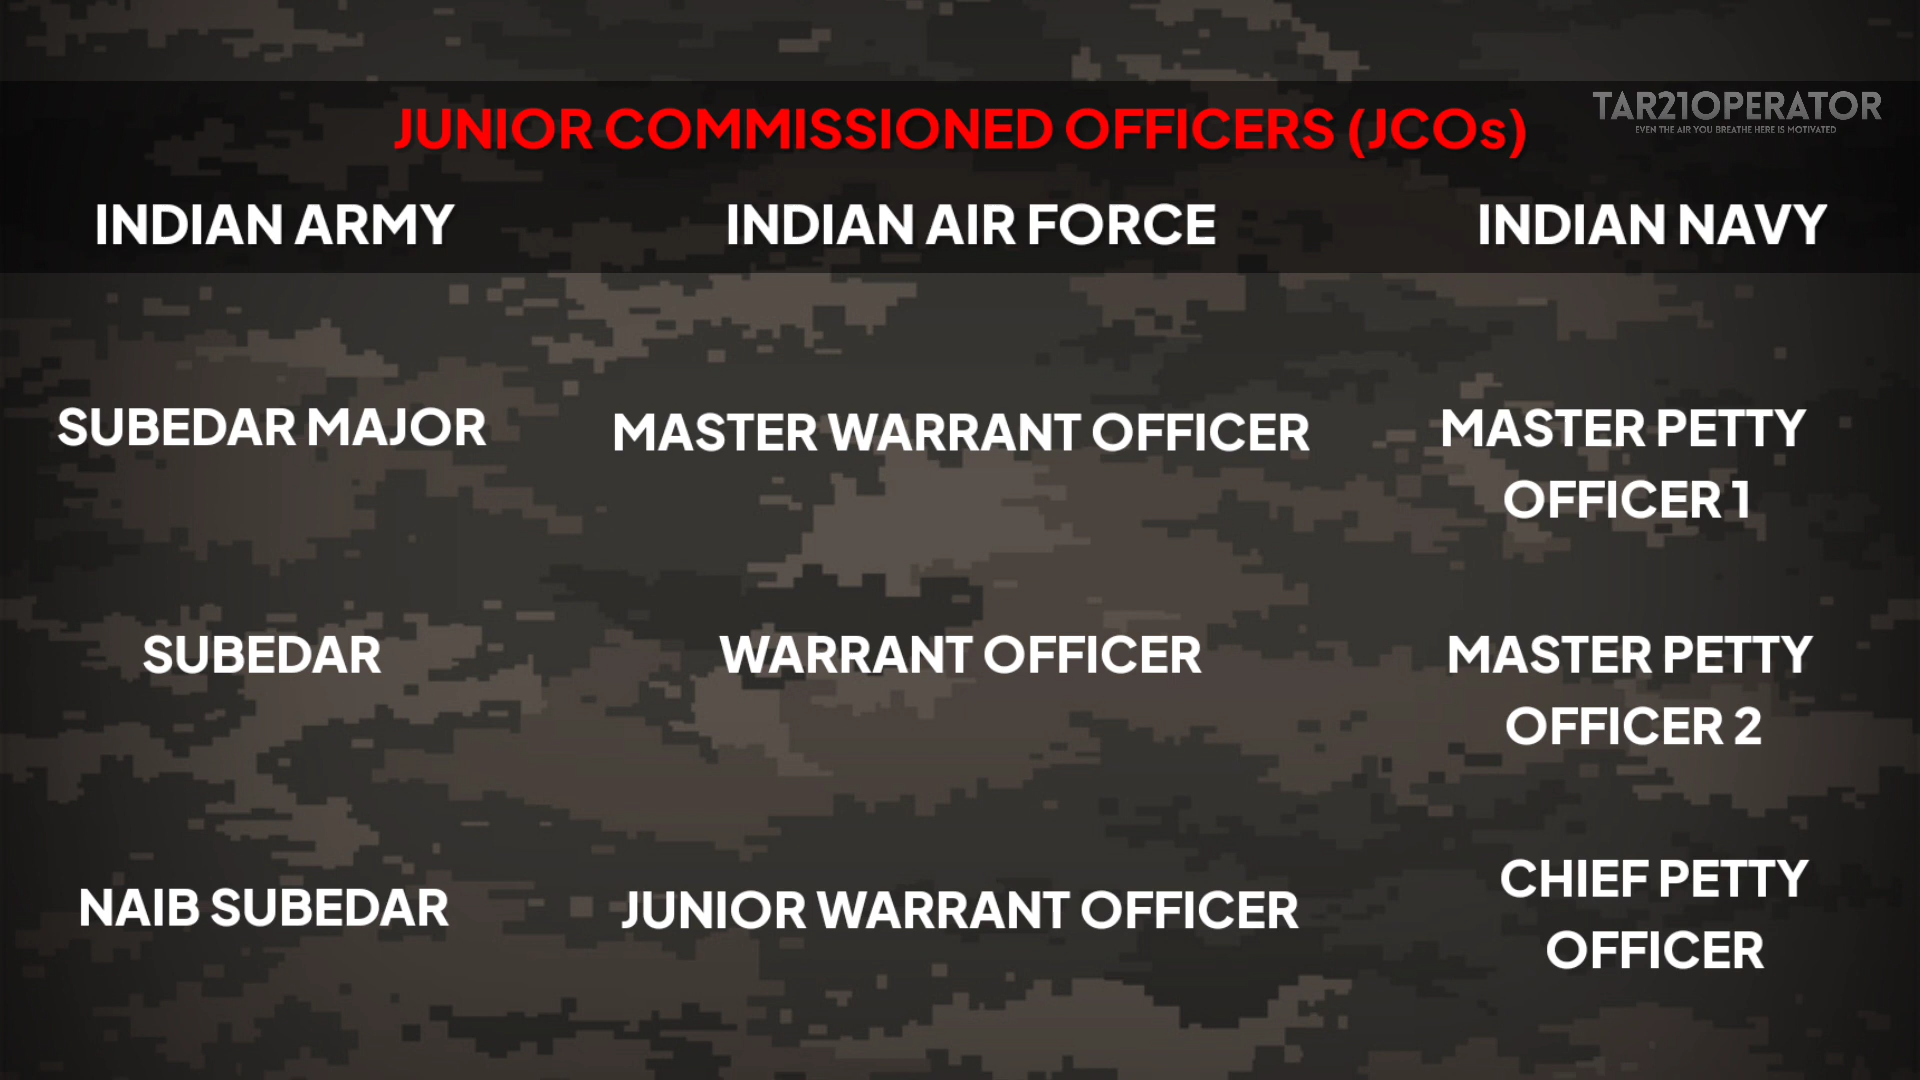 JUNIOR COMMISSIONED OFFICERS (JCOs)
TAR21OPERATOR
EVEN THE AIR YOU BREATHE HERE IS MOTIVATED
INDIAN ARMY
INDIAN AIR FORCE
INDIAN NAVY
SUBEDAR MAJOR
MASTER WARRANT OFFICER
MASTER PETTY
OFFICER 1
SUBEDAR
WARRANT OFFICER
MASTER PETTY
OFFICER 2
NAIB SUBEDAR
JUNIOR WARRANT OFFICER
CHIEF PETTY
OFFICER